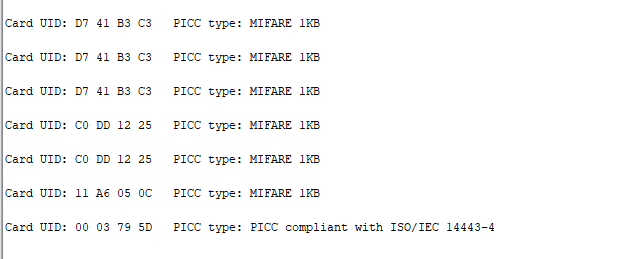 Card UID: D7 41 B3 C3   PICC type: MIFARE 1KB
Card UID: D7 41 B3 C3   PICC type: MIFARE 1KB
Card UID: D7 41 B3 C3   PICC type: MIFARE 1KB
Card UID: C0 DD 12 25   PICC type: MIFARE 1KB
Card UID: C0 DD 12 25   PICC type: MIFARE 1KB
Card UID: 11 A6 05 0C   PICC type: MIFARE 1KB
Card UID: 00 03 79 5D   PICC type: PICC compliant with ISO/IEC 14443-4